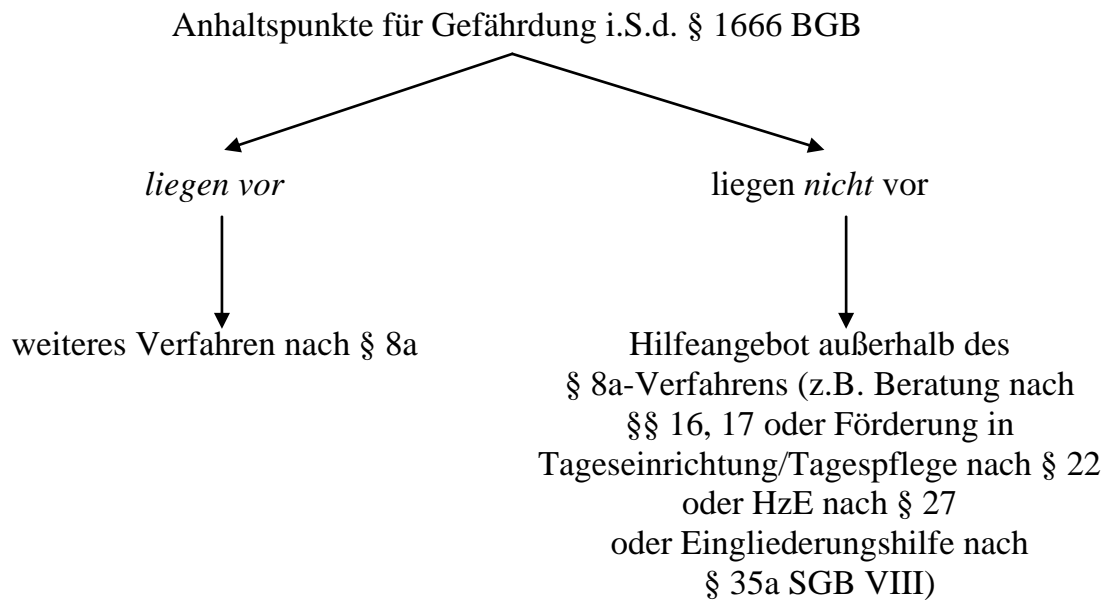 Anhaltspunkte für Gefährdung i.S.d. § 1666 BGB
liegen vor
liegen nicht vor
weiteres Verfahren nach § 8a
Hilfeangebot außerhalb des
§ 8a-Verfahrens (z.B. Beratung nach
§§ 16, 17 oder Förderung in
Tageseinrichtung/Tagespflege nach § 22
oder HzE nach § 27
oder Eingliederungshilfe nach
§ 35a SGB VIII)